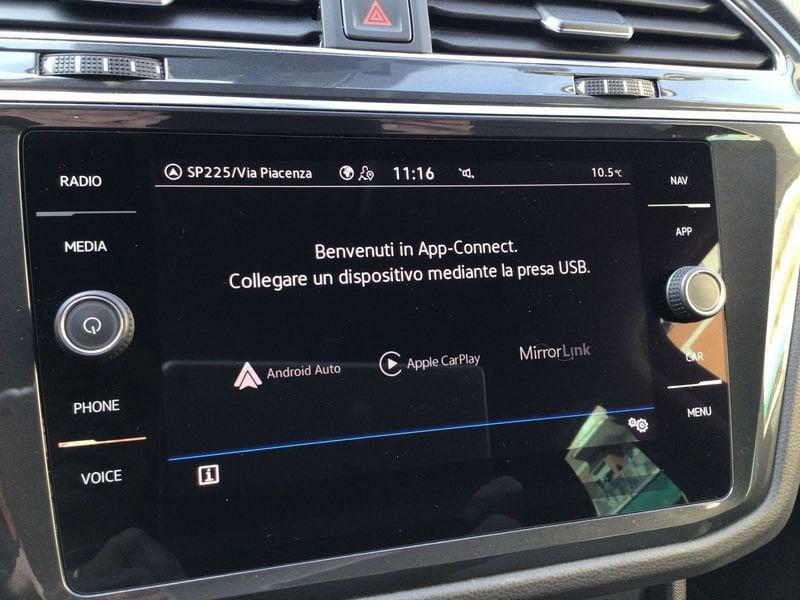 RADIO
MEDIA
PHONE
VOICE
SP225/Via Piacenza
11:16
10.5°C
Benvenuti in App-Connect.
Collegare un dispositivo mediante la presa USB.
Android Auto
Apple CarPlay
MirrorLink
i
NAV
APP
CAR
MENU